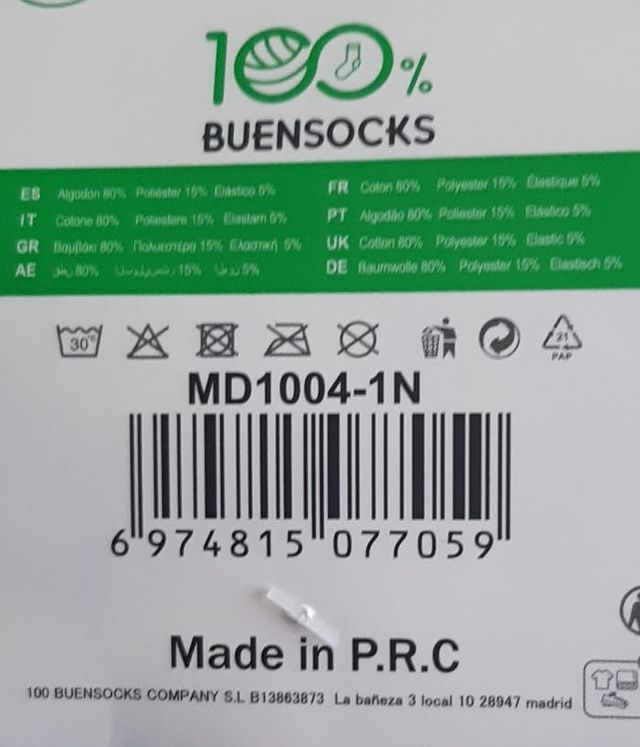 100%
BUENSOCKS
ES Algodón 80% Poliéster 15% Elástico 5%
IT Cotone 80% Poliestere 15% Elastam 5%
GR Βαμβάκι 80% Πολυεστέρα 15% Ελαστική 5%
AE 80% 15% 5%
FR Coton 80% Polyester 15% Élastique 5%
PT Algodão 80% Poliéster 15% Elástico 5%
UK Cotton 80% Polyester 15% Elastic 5%
DE Baumwolle 80% Polyester 15% Elastisch 5%
30°
21
PAP
MD1004-1N
6 974815 077059
Made in P.R.C
100 BUENSOCKS COMPANY S.L B13863873 La bañeza 3 local 10 28947 madrid